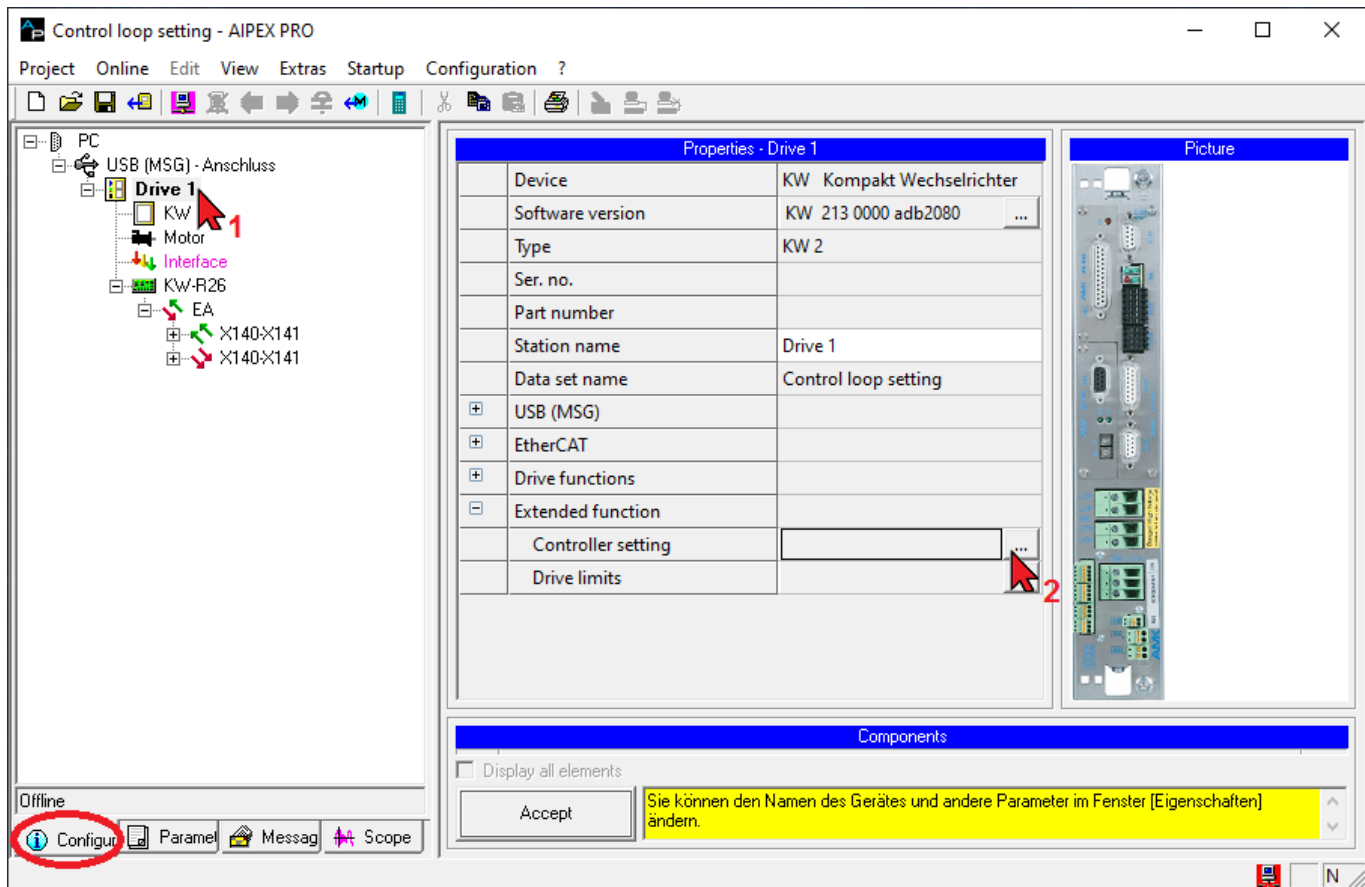 Control loop setting - AIPEX PRO
Project Online Edit View Extras Startup Configuration ?
PC
USB (MSG) - Anschluss
Drive 1
KW
1
Motor
Interface
KW-R26
EA
X140-X141
X140-X141
Offline
Configur Paramet Messag Scope
Properties - Drive 1
Device KW Kompakt Wechselrichter
Software version KW 213 0000 adb2080 ...
Type KW 2
Ser. no.
Part number
Station name Drive 1
Data set name Control loop setting
USB (MSG)
EtherCAT
Drive functions
Extended function
Controller setting ...
Drive limits
2
Picture
AMK
Components
Display all elements
Accept
Sie können den Namen des Gerätes und andere Parameter im Fenster [Eigenschaften]
ändern.
N